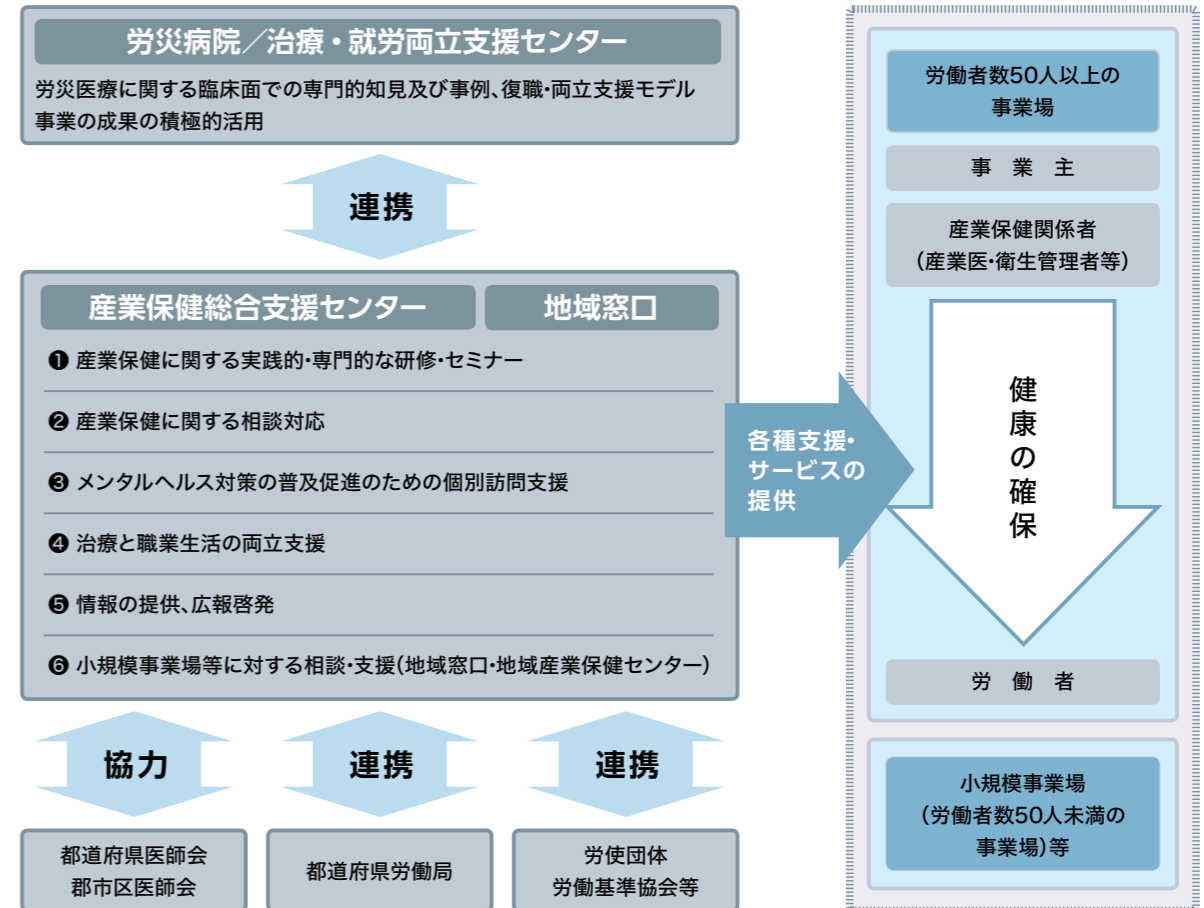 労災病院／治療・就労両立支援センター
労災医療に関する臨床面での専門的知見及び事例、復職・両立支援モデル
事業の成果の積極的活用
連携
産業保健総合支援センター
地域窓口
❶ 産業保健に関する実践的・専門的な研修・セミナー
❷ 産業保健に関する相談対応
❸ メンタルヘルス対策の普及促進のための個別訪問支援
❹ 治療と職業生活の両立支援
❺ 情報の提供、広報啓発
❻ 小規模事業場等に対する相談・支援（地域窓口・地域産業保健センター）
協力
連携
連携
都道府県医師会
郡市区医師会
都道府県労働局
労使団体
労働基準協会等
各種支援・
サービスの
提供
労働者数50人以上の
事業場
事　業　主
産業保健関係者
（産業医・衛生管理者等）
健康の確保
労　働　者
小規模事業場
（労働者数50人未満の
事業場）等